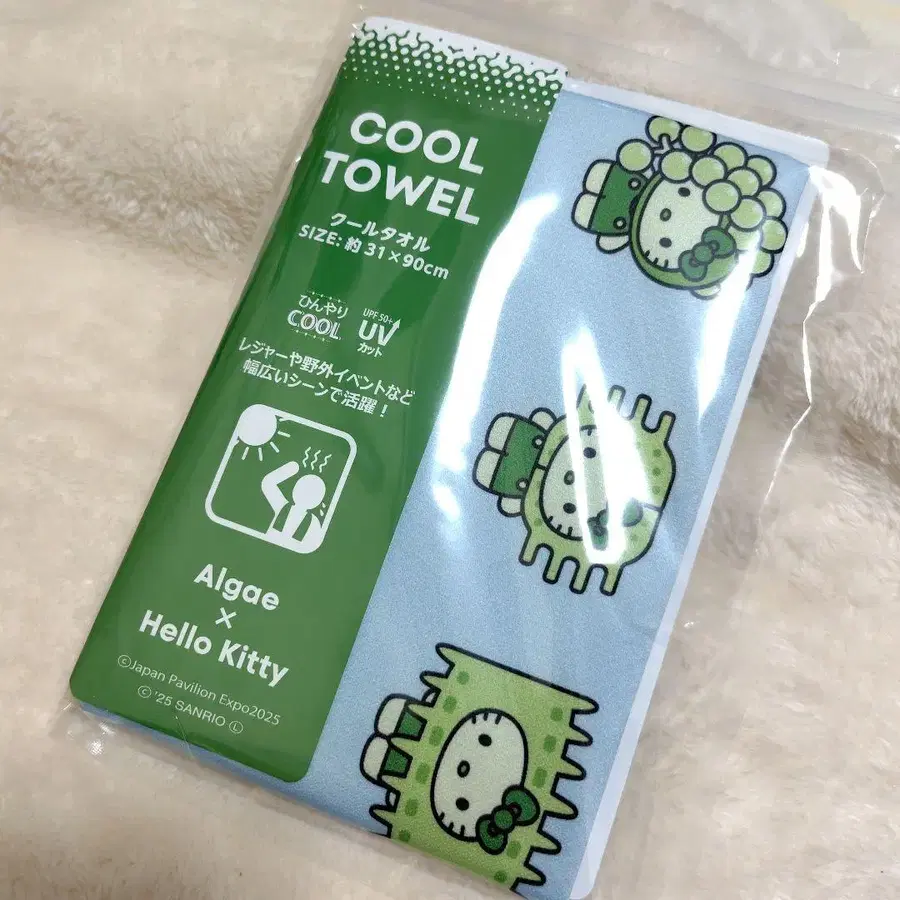 COOL
TOWEL
クールタオル
SIZE: 約 31×90cm
ひんやり
COOL
UPF 50+
UV
カット
レジャーや野外イベントなど
幅広いシーンで活躍！
Algae
×
Hello Kitty
©Japan Pavilion Expo2025
© '25 SANRIO Ⓛ